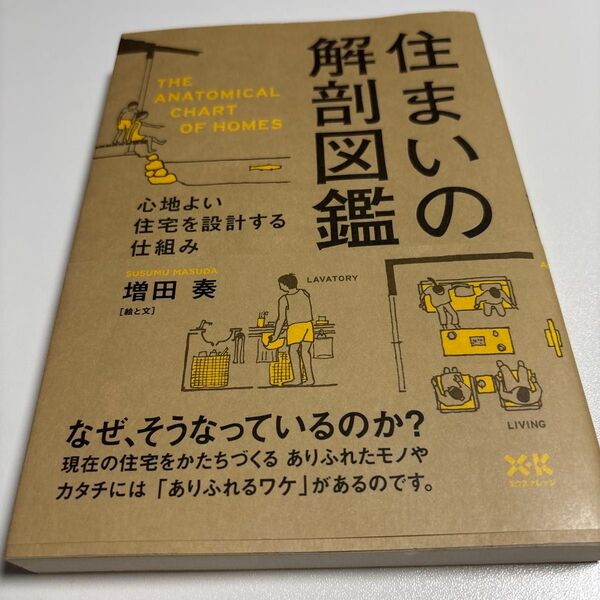 住まいの
解剖図鑑
THE
ANATOMICAL
CHART
OF HOMES
心地よい
住宅を設計する
仕組み
SUSUMU MASUDA
増田 奏
[絵と文]
LAVATORY
LIVING
なぜ、そうなっているのか?
現在の住宅をかたちづくる ありふれたモノや
カタチには「ありふれるワケ」があるのです。
X-K
エクスナレッジ